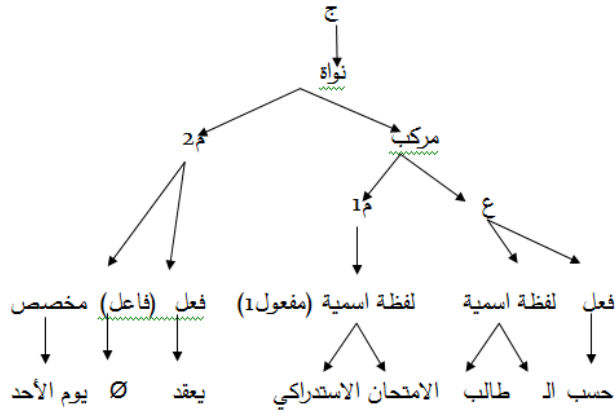 ج
نواة
مركب م2
ع م1
فعل لفظة اسمية لفظة اسمية (مفعول1) فعل (فاعل) مخصص
حسب الـ طالب الامتحان الاستدراكي يعقد Ø يوم الأحد